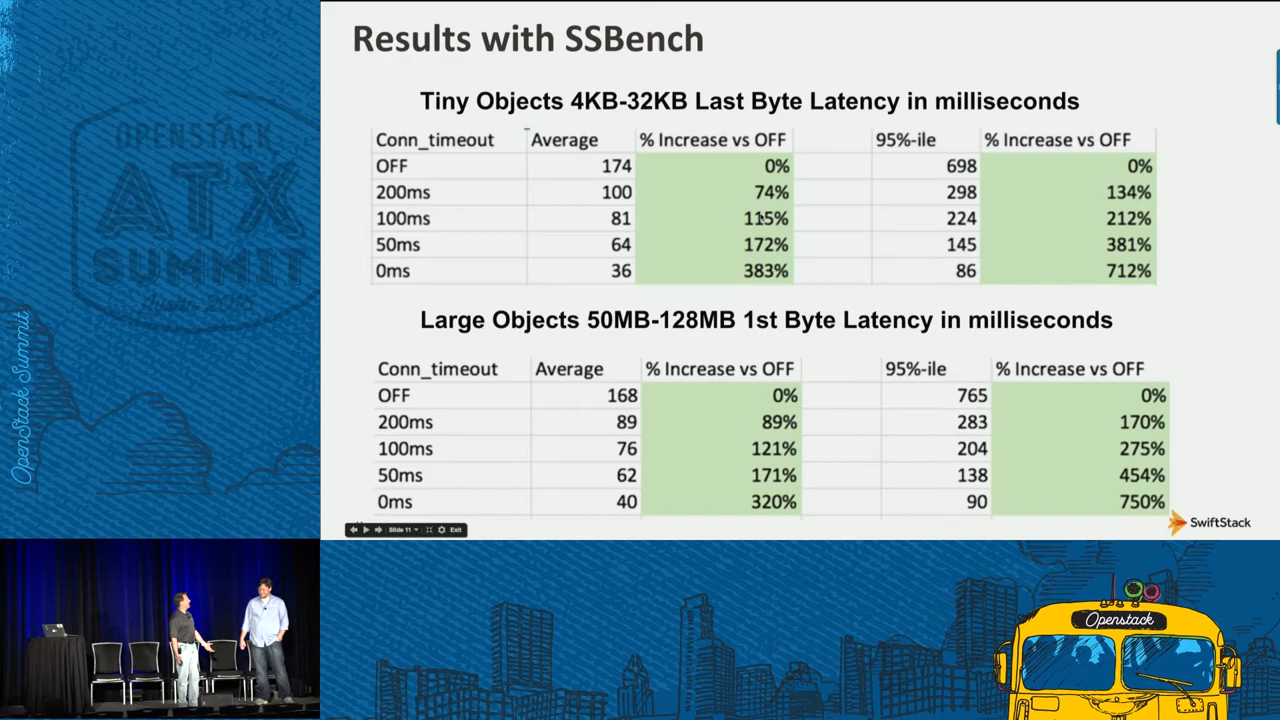 Results with SSBench
Tiny Objects 4KB-32KB Last Byte Latency in milliseconds
Conn_timeout Average % Increase vs OFF 95%-ile % Increase vs OFF
OFF 174 0% 698 0%
200ms 100 74% 298 134%
100ms 81 115% 224 212%
50ms 64 172% 145 381%
0ms 36 383% 86 712%
Large Objects 50MB-128MB 1st Byte Latency in milliseconds
Conn_timeout Average % Increase vs OFF 95%-ile % Increase vs OFF
OFF 168 0% 765 0%
200ms 89 89% 283 170%
100ms 76 121% 204 275%
50ms 62 171% 138 454%
0ms 40 320% 90 750%
Slide 11
Exit
SwiftStack
OPENSTACK
ATX
SUMMIT
Austin 2016
OpenStack Summit
Openstack